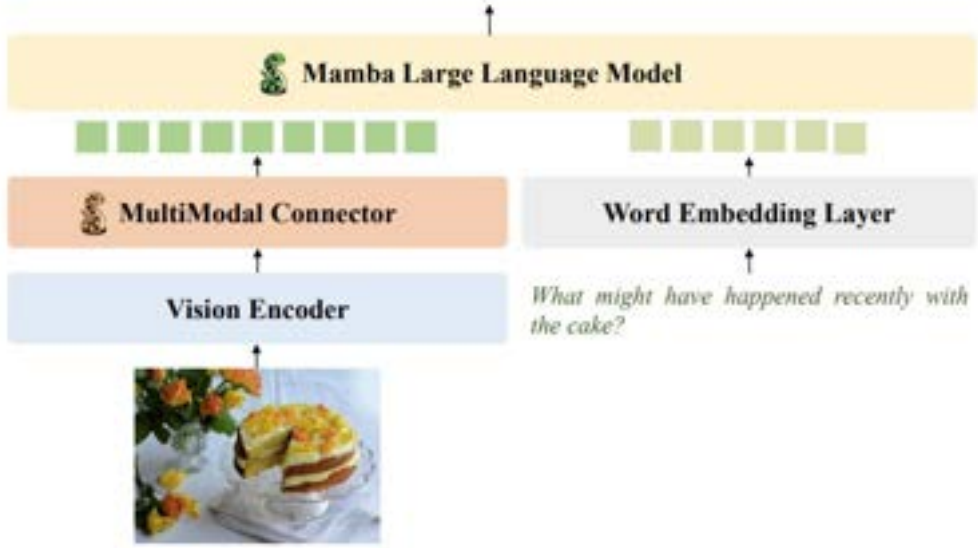 Mamba Large Language Model
MultiModal Connector
Word Embedding Layer
Vision Encoder
What might have happened recently with
the cake?